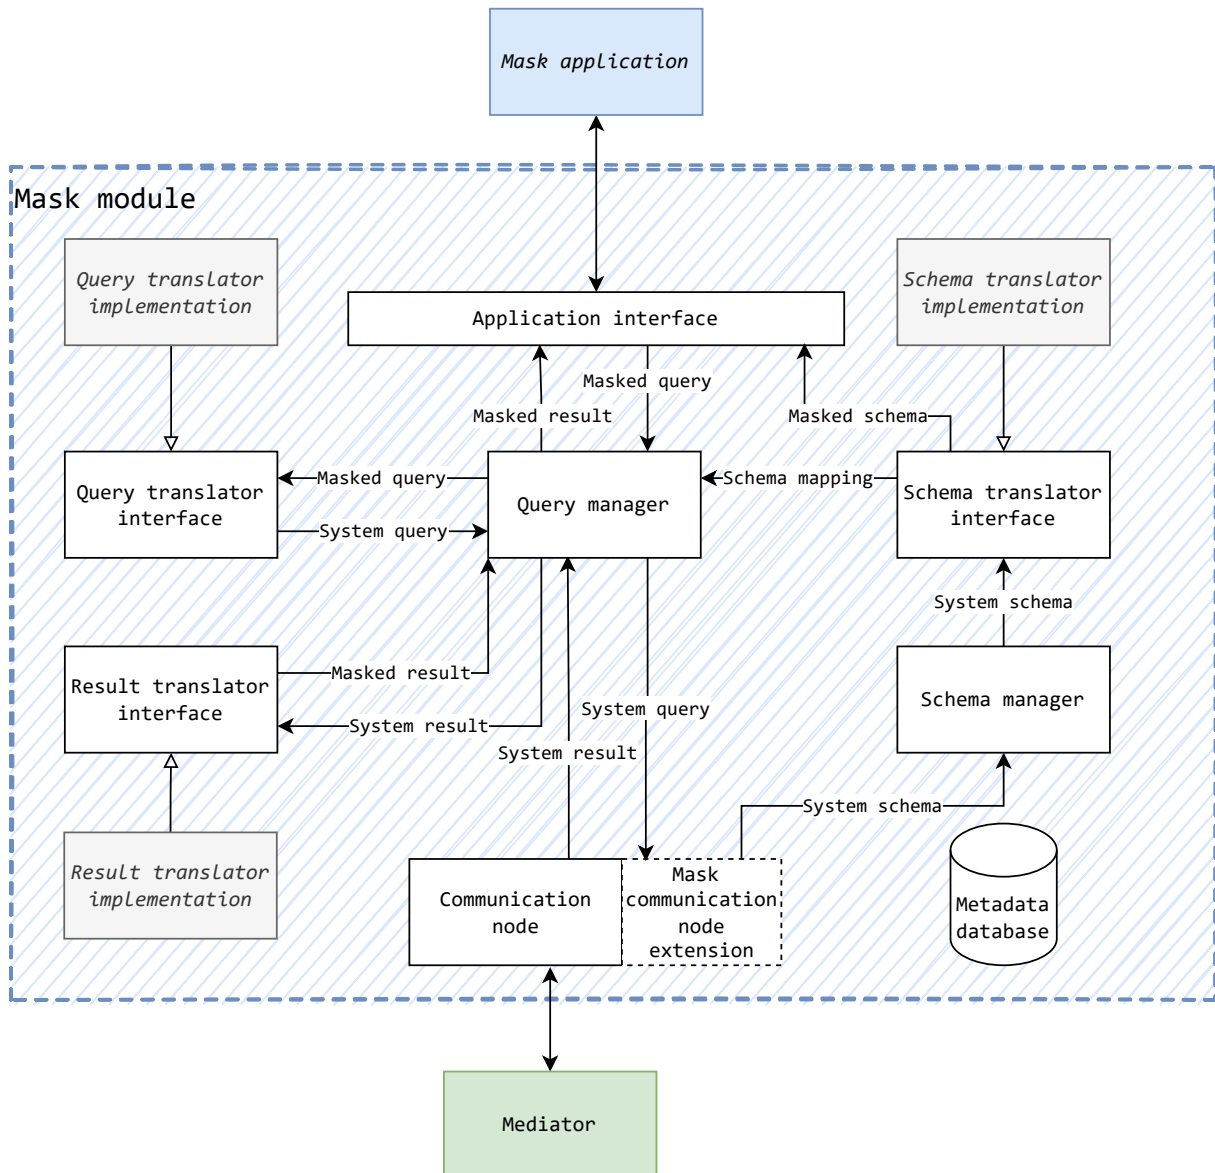 Mask application
Mask module
Query translator
implementation
Schema translator
implementation
Application interface
Masked query
Masked result
Masked schema
Query translator
interface
Masked query
System query
Query manager
Schema mapping
Schema translator
interface
System schema
Result translator
interface
Masked result
System result
System query
System result
Schema manager
System schema
Result translator
implementation
Communication
node
Mask
communication
node
extension
Metadata
database
Mediator